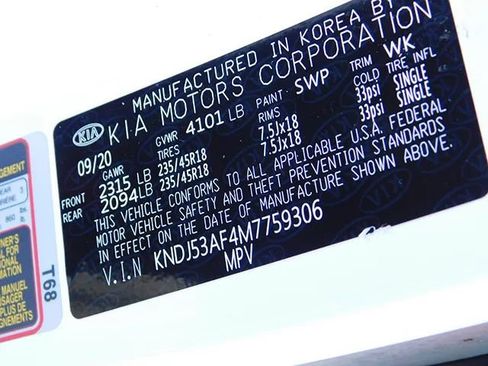 MANUFACTURED IN KOREA BY
KIA KIA MOTORS CORPORATION
09/20 GVWR 4101 LB PAINT SWP TRIM WK
GAWR TIRES RIMS COLD TIRE INFL
FRONT 2315 LB 235/45R18 7.5Jx18 33psi SINGLE
REAR 2094LB 235/45R18 7.5Jx18 33psi SINGLE
THIS VEHICLE CONFORMS TO ALL APPLICABLE U.S.A. FEDERAL
MOTOR VEHICLE SAFETY AND THEFT PREVENTION STANDARDS
IN EFFECT ON THE DATE OF MANUFACTURE SHOWN ABOVE.
V.I.N KNDJ53AF4M7759306
MPV
T68
MANUEL